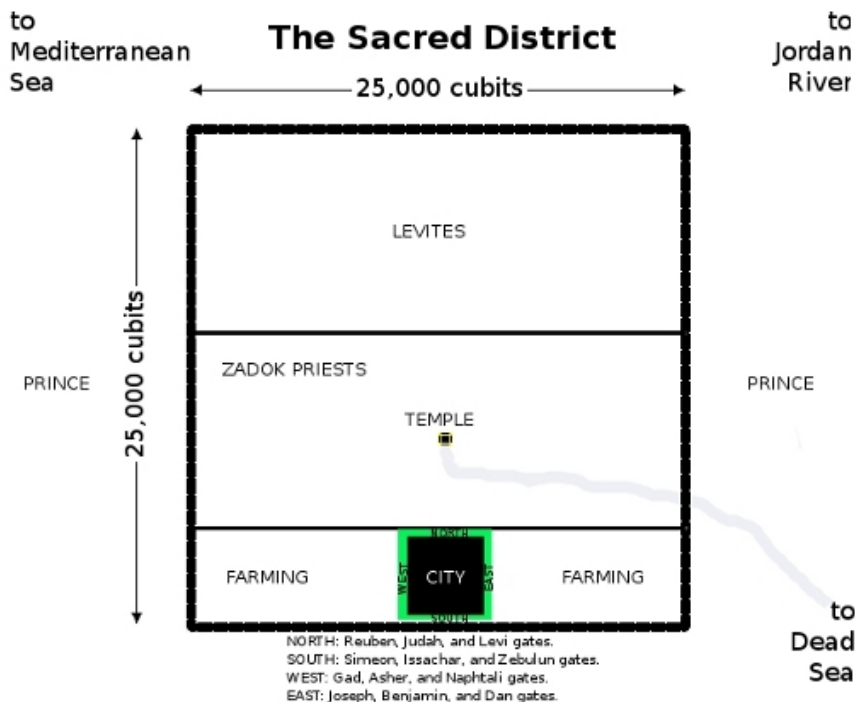 to
Mediterranean
Sea
The Sacred District
to
Jordan
River
25,000 cubits
25,000 cubits
LEVITES
ZADOK PRIESTS
PRINCE
PRINCE
TEMPLE
NORTH
FARMING
WEST
CITY
EAST
FARMING
SOUTH
to
Dead
Sea
NORTH: Reuben, Judah, and Levi gates.
SOUTH: Simeon, Issachar, and Zebulun gates.
WEST: Gad, Asher, and Naphtali gates.
EAST: Joseph, Benjamin, and Dan gates.